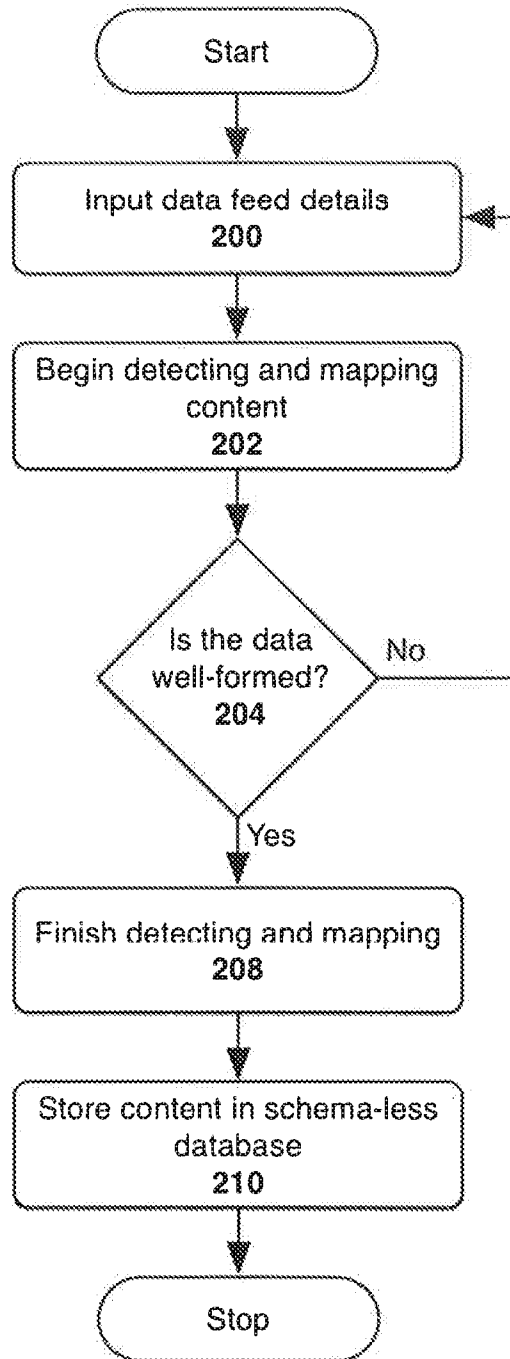 Start
Input data feed details
200
Begin detecting and mapping
content
202
Is the data
well-formed?
204
No
Yes
Finish detecting and mapping
208
Store content in schema-less
database
210
Stop